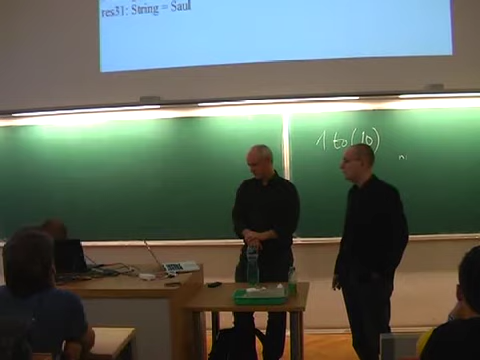 res31: String = Saul
1 to(10)